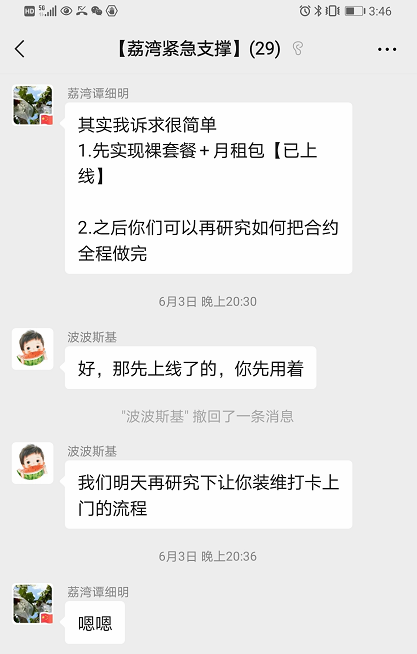 HD 5G 3:46
【荔湾紧急支撑】(29)
荔湾谭细明
其实我诉求很简单
1.先实现裸套餐＋月租包【已上
线】
2.之后你们可以再研究如何把合约
全程做完
6月3日 晚上20:30
波波斯基
好，那先上线了的，你先用着
"波波斯基" 撤回了一条消息
波波斯基
我们明天再研究下让你装维打卡上
门的流程
6月3日 晚上20:36
荔湾谭细明
嗯嗯